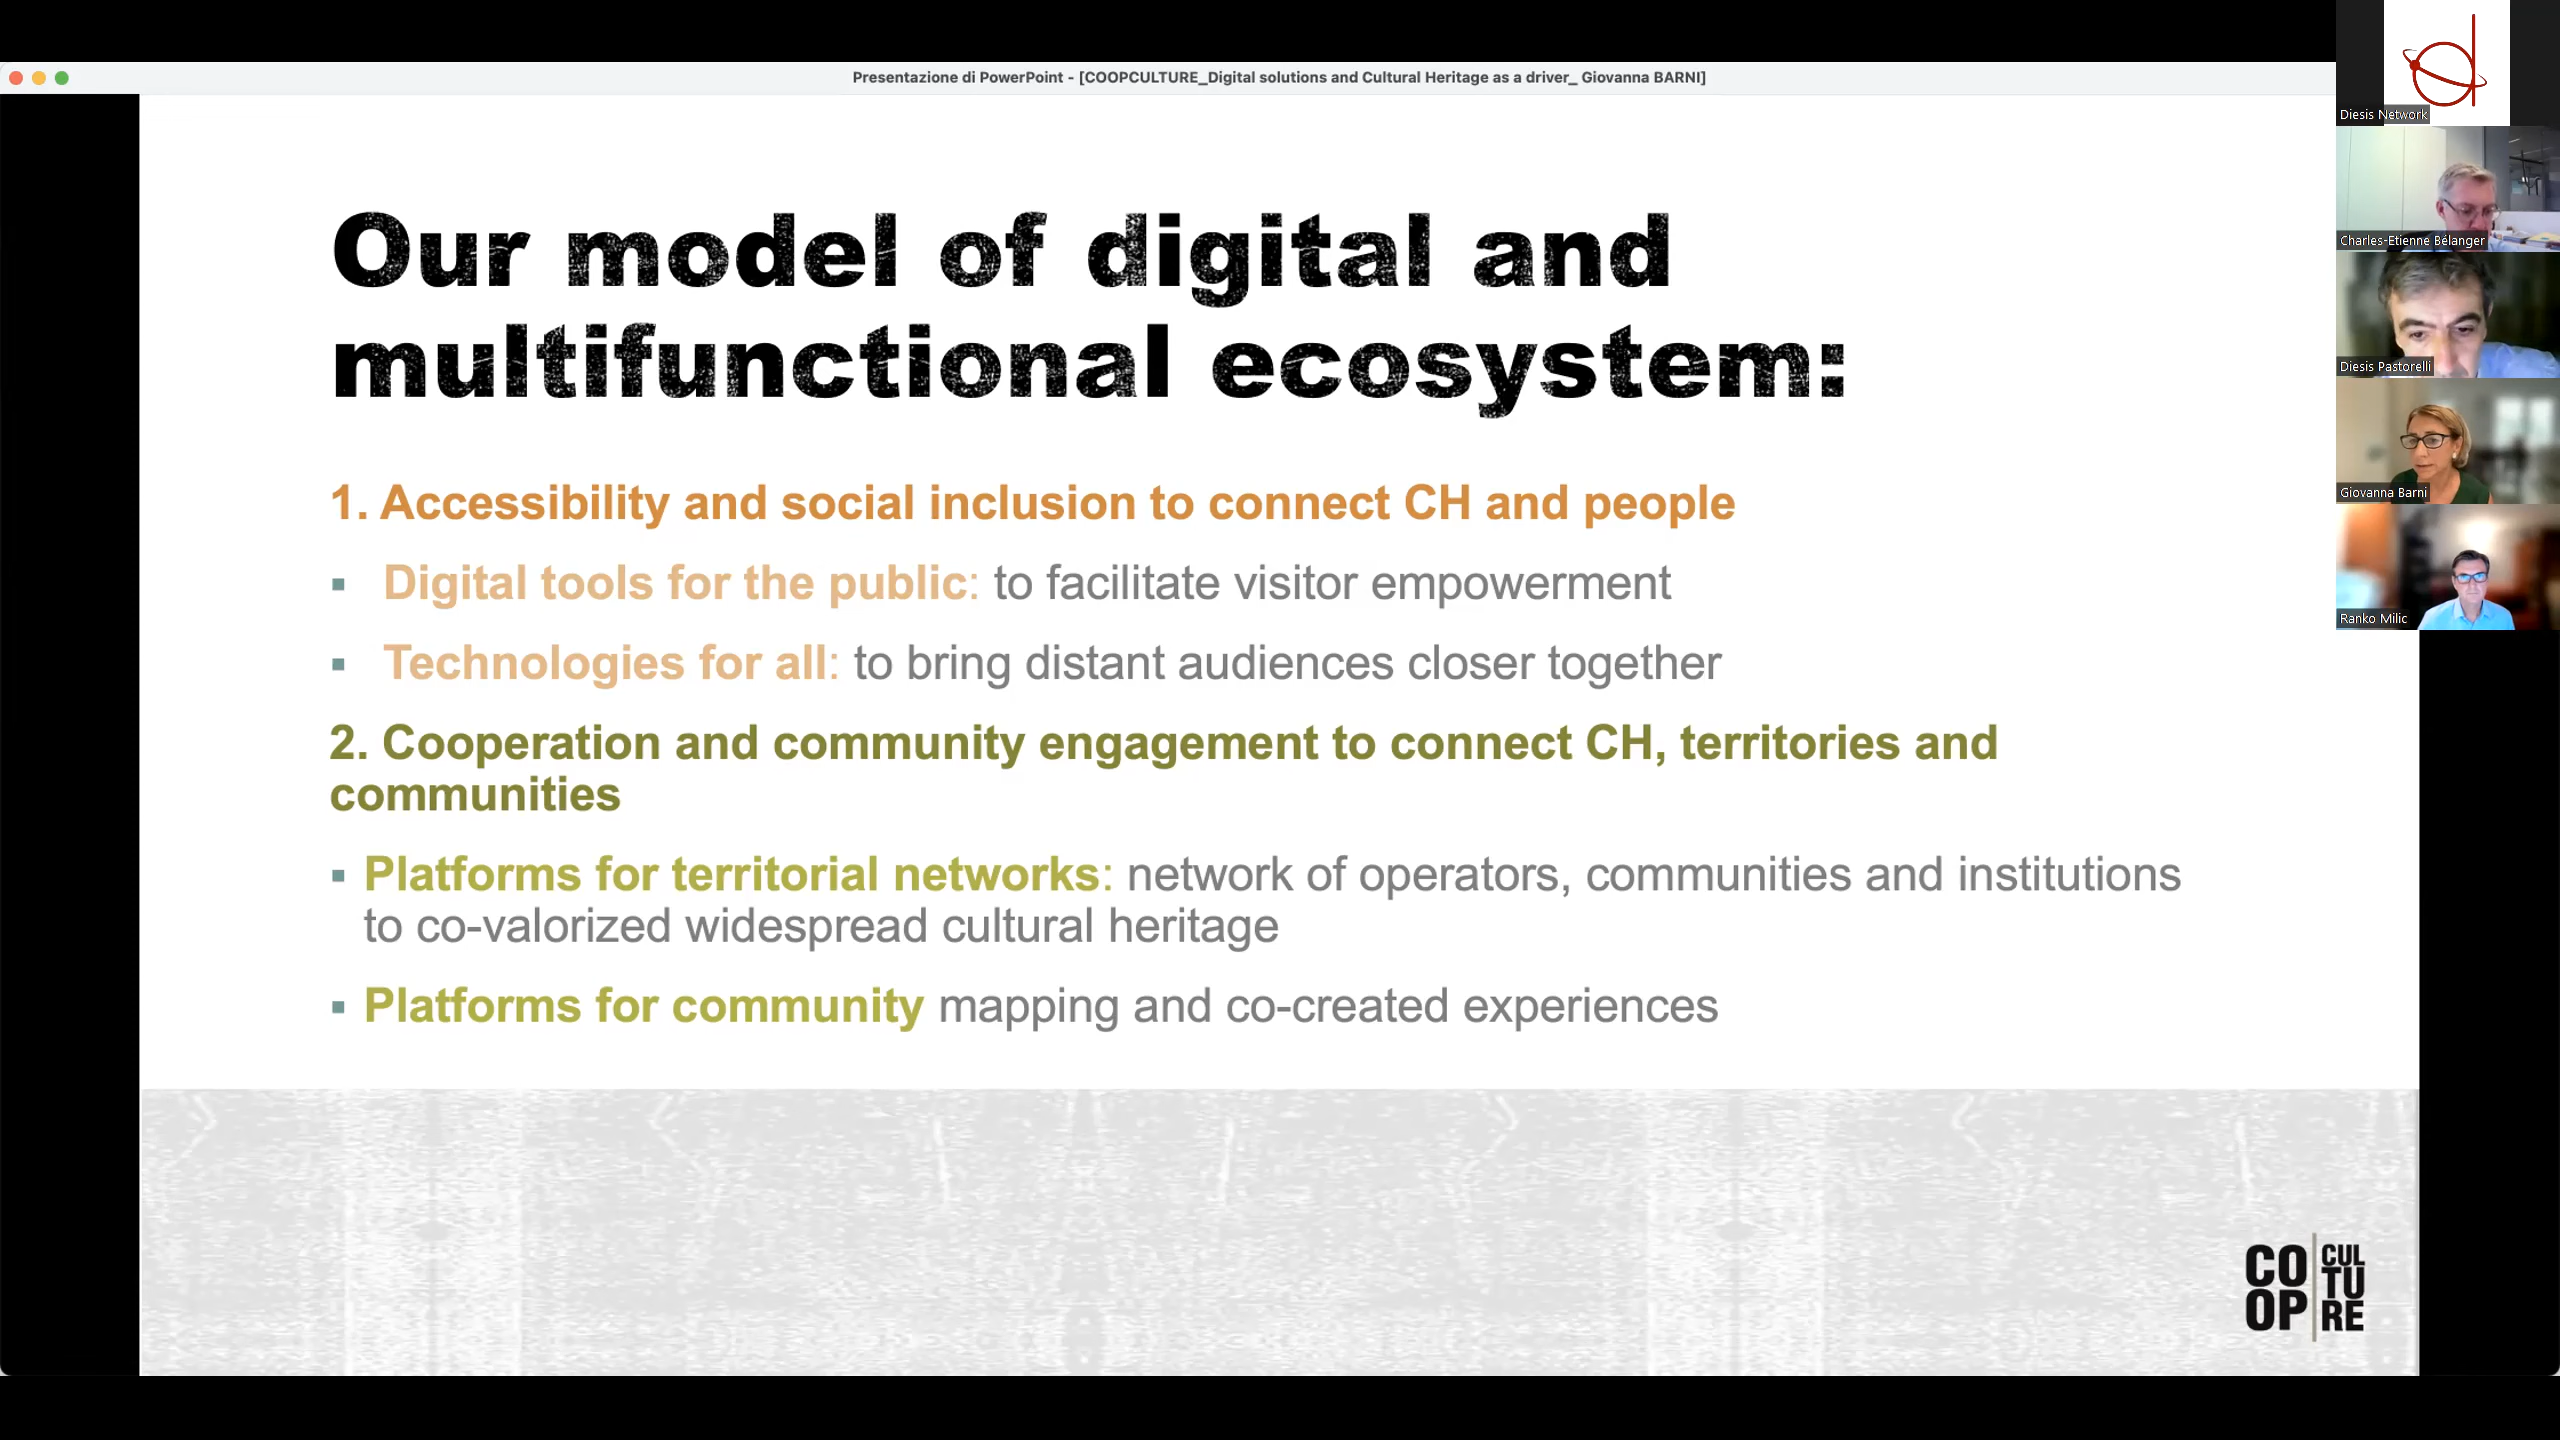 Presentazione di PowerPoint - [COOPCULTURE_Digital solutions and Cultural Heritage as a driver_ Giovanna BARNI]
Our model of digital and
multifunctional ecosystem:
1. Accessibility and social inclusion to connect CH and people
▪ Digital tools for the public: to facilitate visitor empowerment
▪ Technologies for all: to bring distant audiences closer together
2. Cooperation and community engagement to connect CH, territories and
communities
▪ Platforms for territorial networks: network of operators, communities and institutions
to co-valorized widespread cultural heritage
▪ Platforms for community mapping and co-created experiences
CO
OP
CUL
TU
RE
Diesis Network
Charles-Etienne Bélanger
Diesis Pastorelli
Giovanna Barni
Ranko Milic